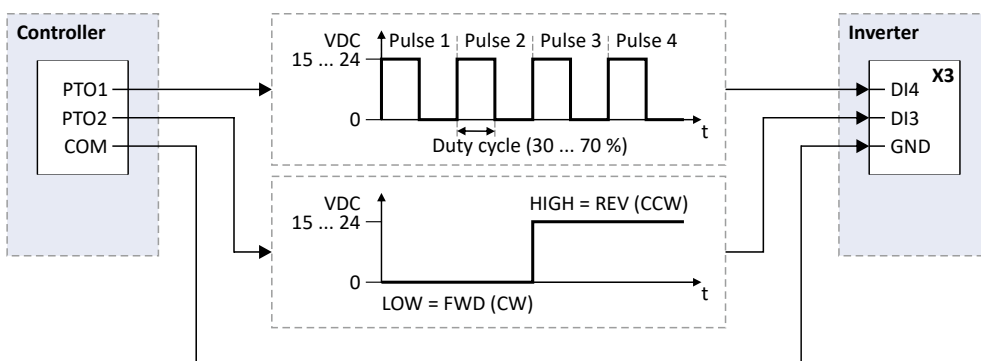 Controller
PTO1
PTO2
COM
VDC
Pulse 1 Pulse 2 Pulse 3 Pulse 4
15 ... 24
0
t
Duty cycle (30 ... 70 %)
VDC
HIGH = REV (CCW)
15 ... 24
0
t
LOW = FWD (CW)
Inverter
X3
DI4
DI3
GND